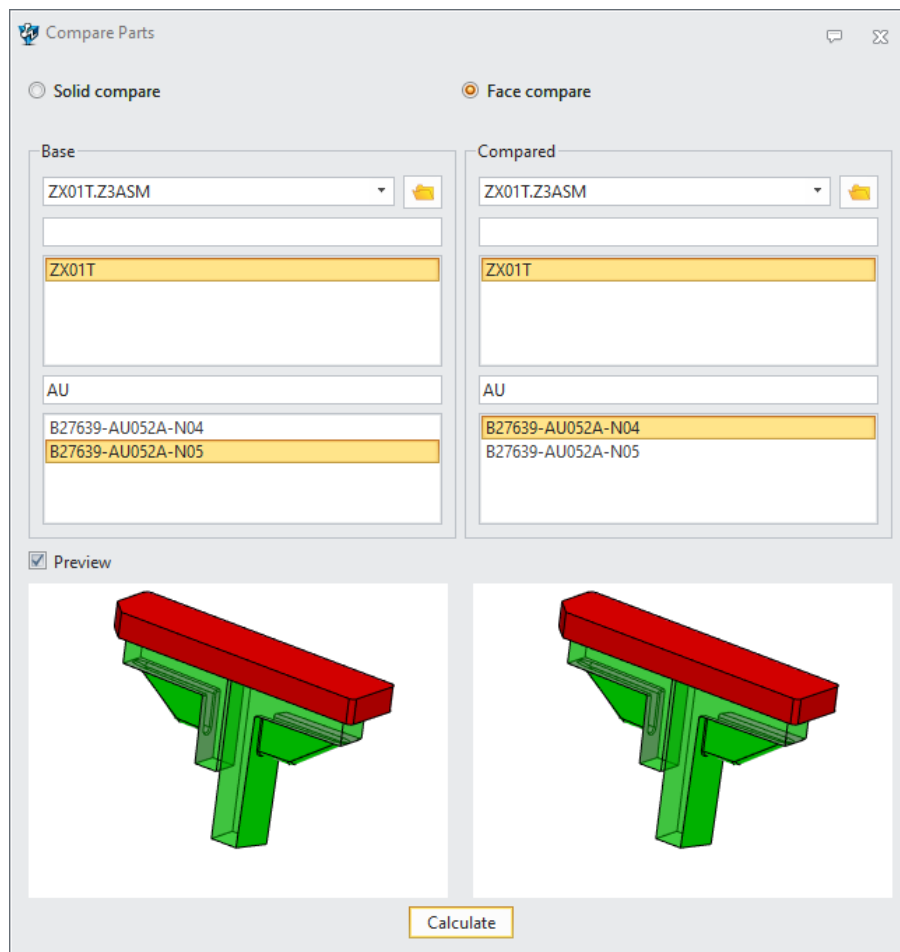 Compare Parts
Solid compare
Face compare
Base
Compared
ZX01T.Z3ASM
ZX01T.Z3ASM
ZX01T
ZX01T
AU
AU
B27639-AU052A-N04
B27639-AU052A-N05
B27639-AU052A-N04
B27639-AU052A-N05
Preview
Calculate